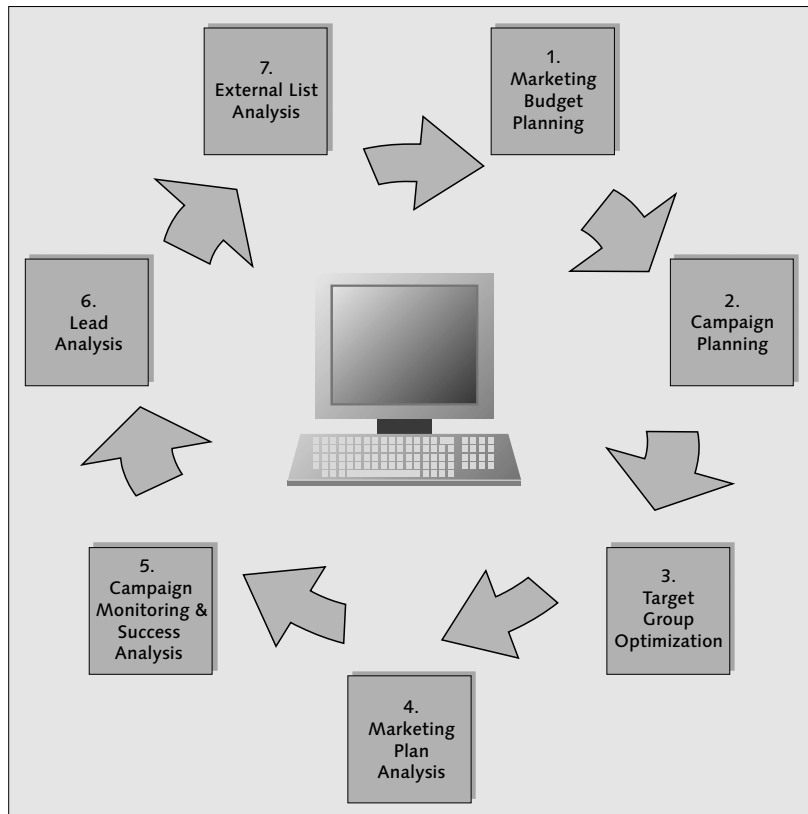 1.
Marketing
Budget
Planning
2.
Campaign
Planning
3.
Target
Group
Optimization
4.
Marketing
Plan
Analysis
5.
Campaign
Monitoring &
Success
Analysis
6.
Lead
Analysis
7.
External List
Analysis